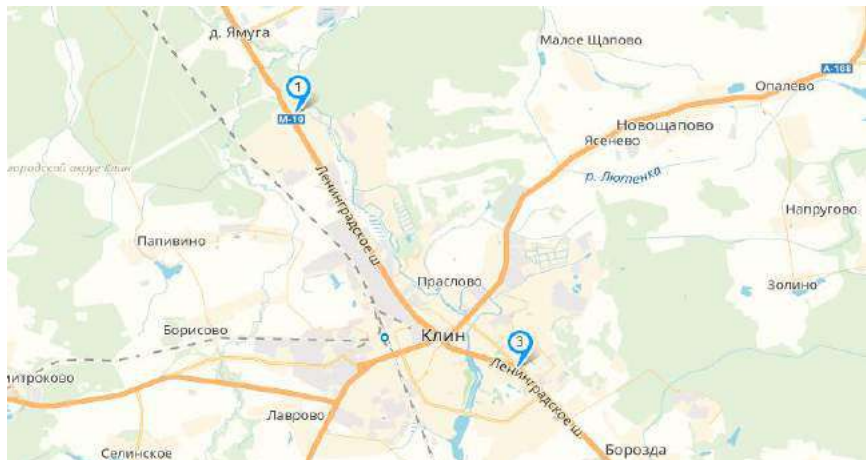 д. Ямуга
Малое Щапово
А-108
1
Опалево
М-10
Новощапово
Ясенево
городской округ Клин
р. Лютенка
Ленинградское ш.
Напругово
Папивино
Праслово
Золино
Борисово
Клин
3
Ленинградское ш.
митроково
Лаврово
Борозда
Селинское